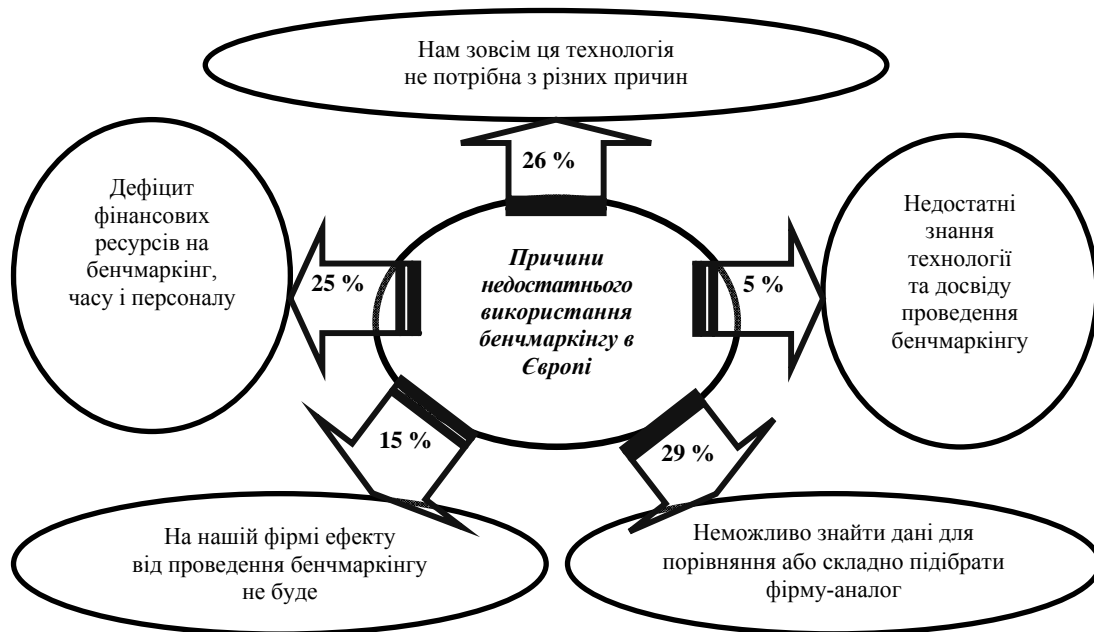 Нам зовсім ця технологія
не потрібна з різних причин
26 %
Дефіцит
фінансових
ресурсів на
бенчмаркінг,
часу і персоналу
25 %
Причини
недостатнього
використання
бенчмаркінгу в
Європі
5 %
Недостатні
знання
технології
та досвіду
проведення
бенчмаркінгу
15 %
29 %
На нашій фірмі ефекту
від проведення бенчмаркінгу
не буде
Неможливо знайти дані для
порівняння або складно підібрати
фірму-аналог